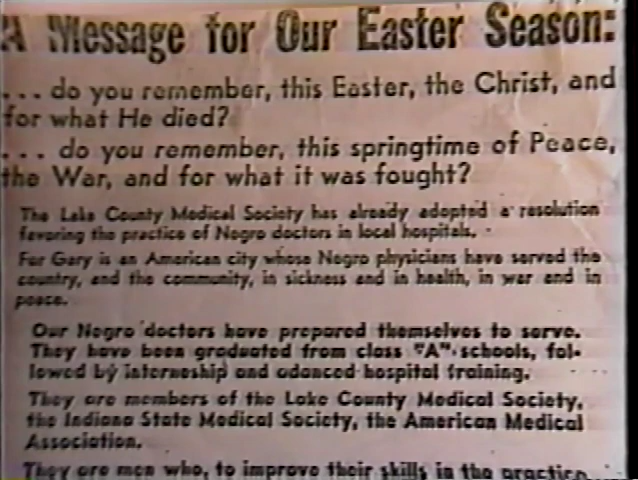 A Message for Our Easter Season:
... do you remember, this Easter, the Christ, and
for what He died?
... do you remember, this springtime of Peace,
the War, and for what it was fought?
The Lake County Medical Society has already adopted a resolution
favoring the practice of Negro doctors in local hospitals.
For Gary is an American city whose Negro physicians have served the
country, and the community, in sickness and in health, in war and in
peace.
Our Negro doctors have prepared themselves to serve.
They have been graduated from class "A" schools, fol-
lowed by interneship and adanced hospital training.
They are members of the Lake County Medical Society,
the Indiana State Medical Society, the American Medical
Association.
They are men who, to improve their skills in the practice